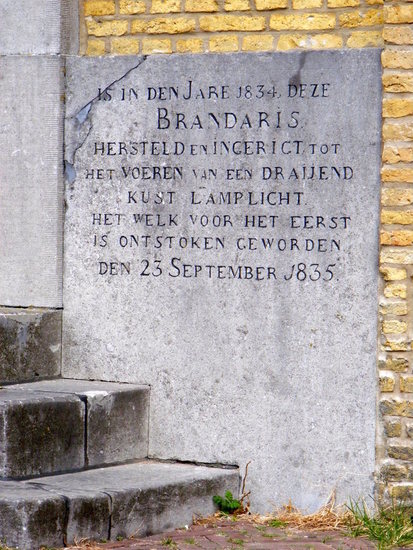 IS IN DEN JARE 1834, DEZE
BRANDARIS
HERSTELD EN INGERICT, TOT
HET VOEREN VAN EEN DRAIJEND
KUST LAMPLICHT.
HET WELK VOOR HET EERST
IS ONTSTOKEN GEWORDEN
DEN 23 SEPTEMBER 1835.